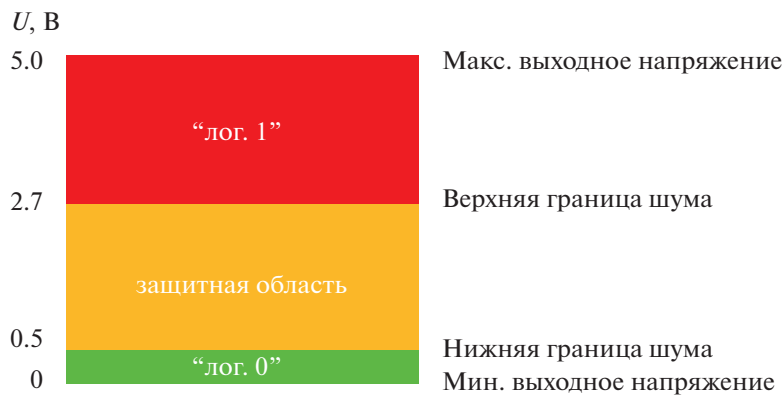 U, В
5.0 Макс. выходное напряжение
“лог. 1”
2.7 Верхняя граница шума
защитная область
0.5 Нижняя граница шума
“лог. 0”
0 Мин. выходное напряжение